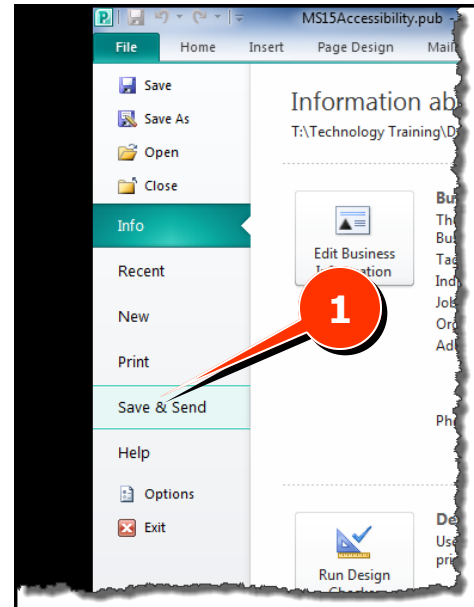 MS15Accessibility.pub -
File Home Insert Page Design
Save
Save As
Open
Close
Info
Recent
New
Print
Save & Send
Help
Options
Exit
Information
T:\Technology Training\
Edit Business
1
Run Design